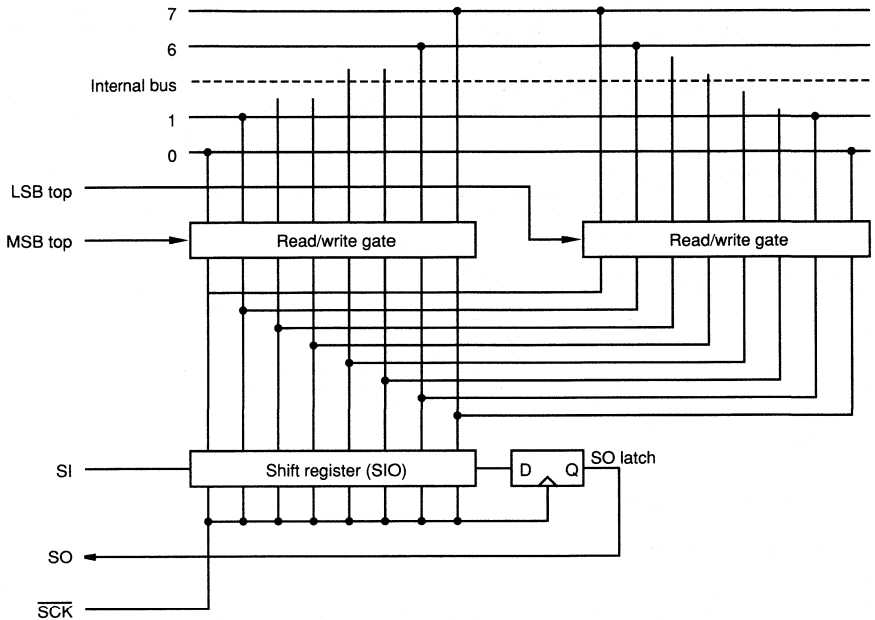 7
6
Internal bus
1
0
LSB top
MSB top
Read/write gate
Read/write gate
SI
Shift register (SIO)
D Q
SO latch
SO
SCK